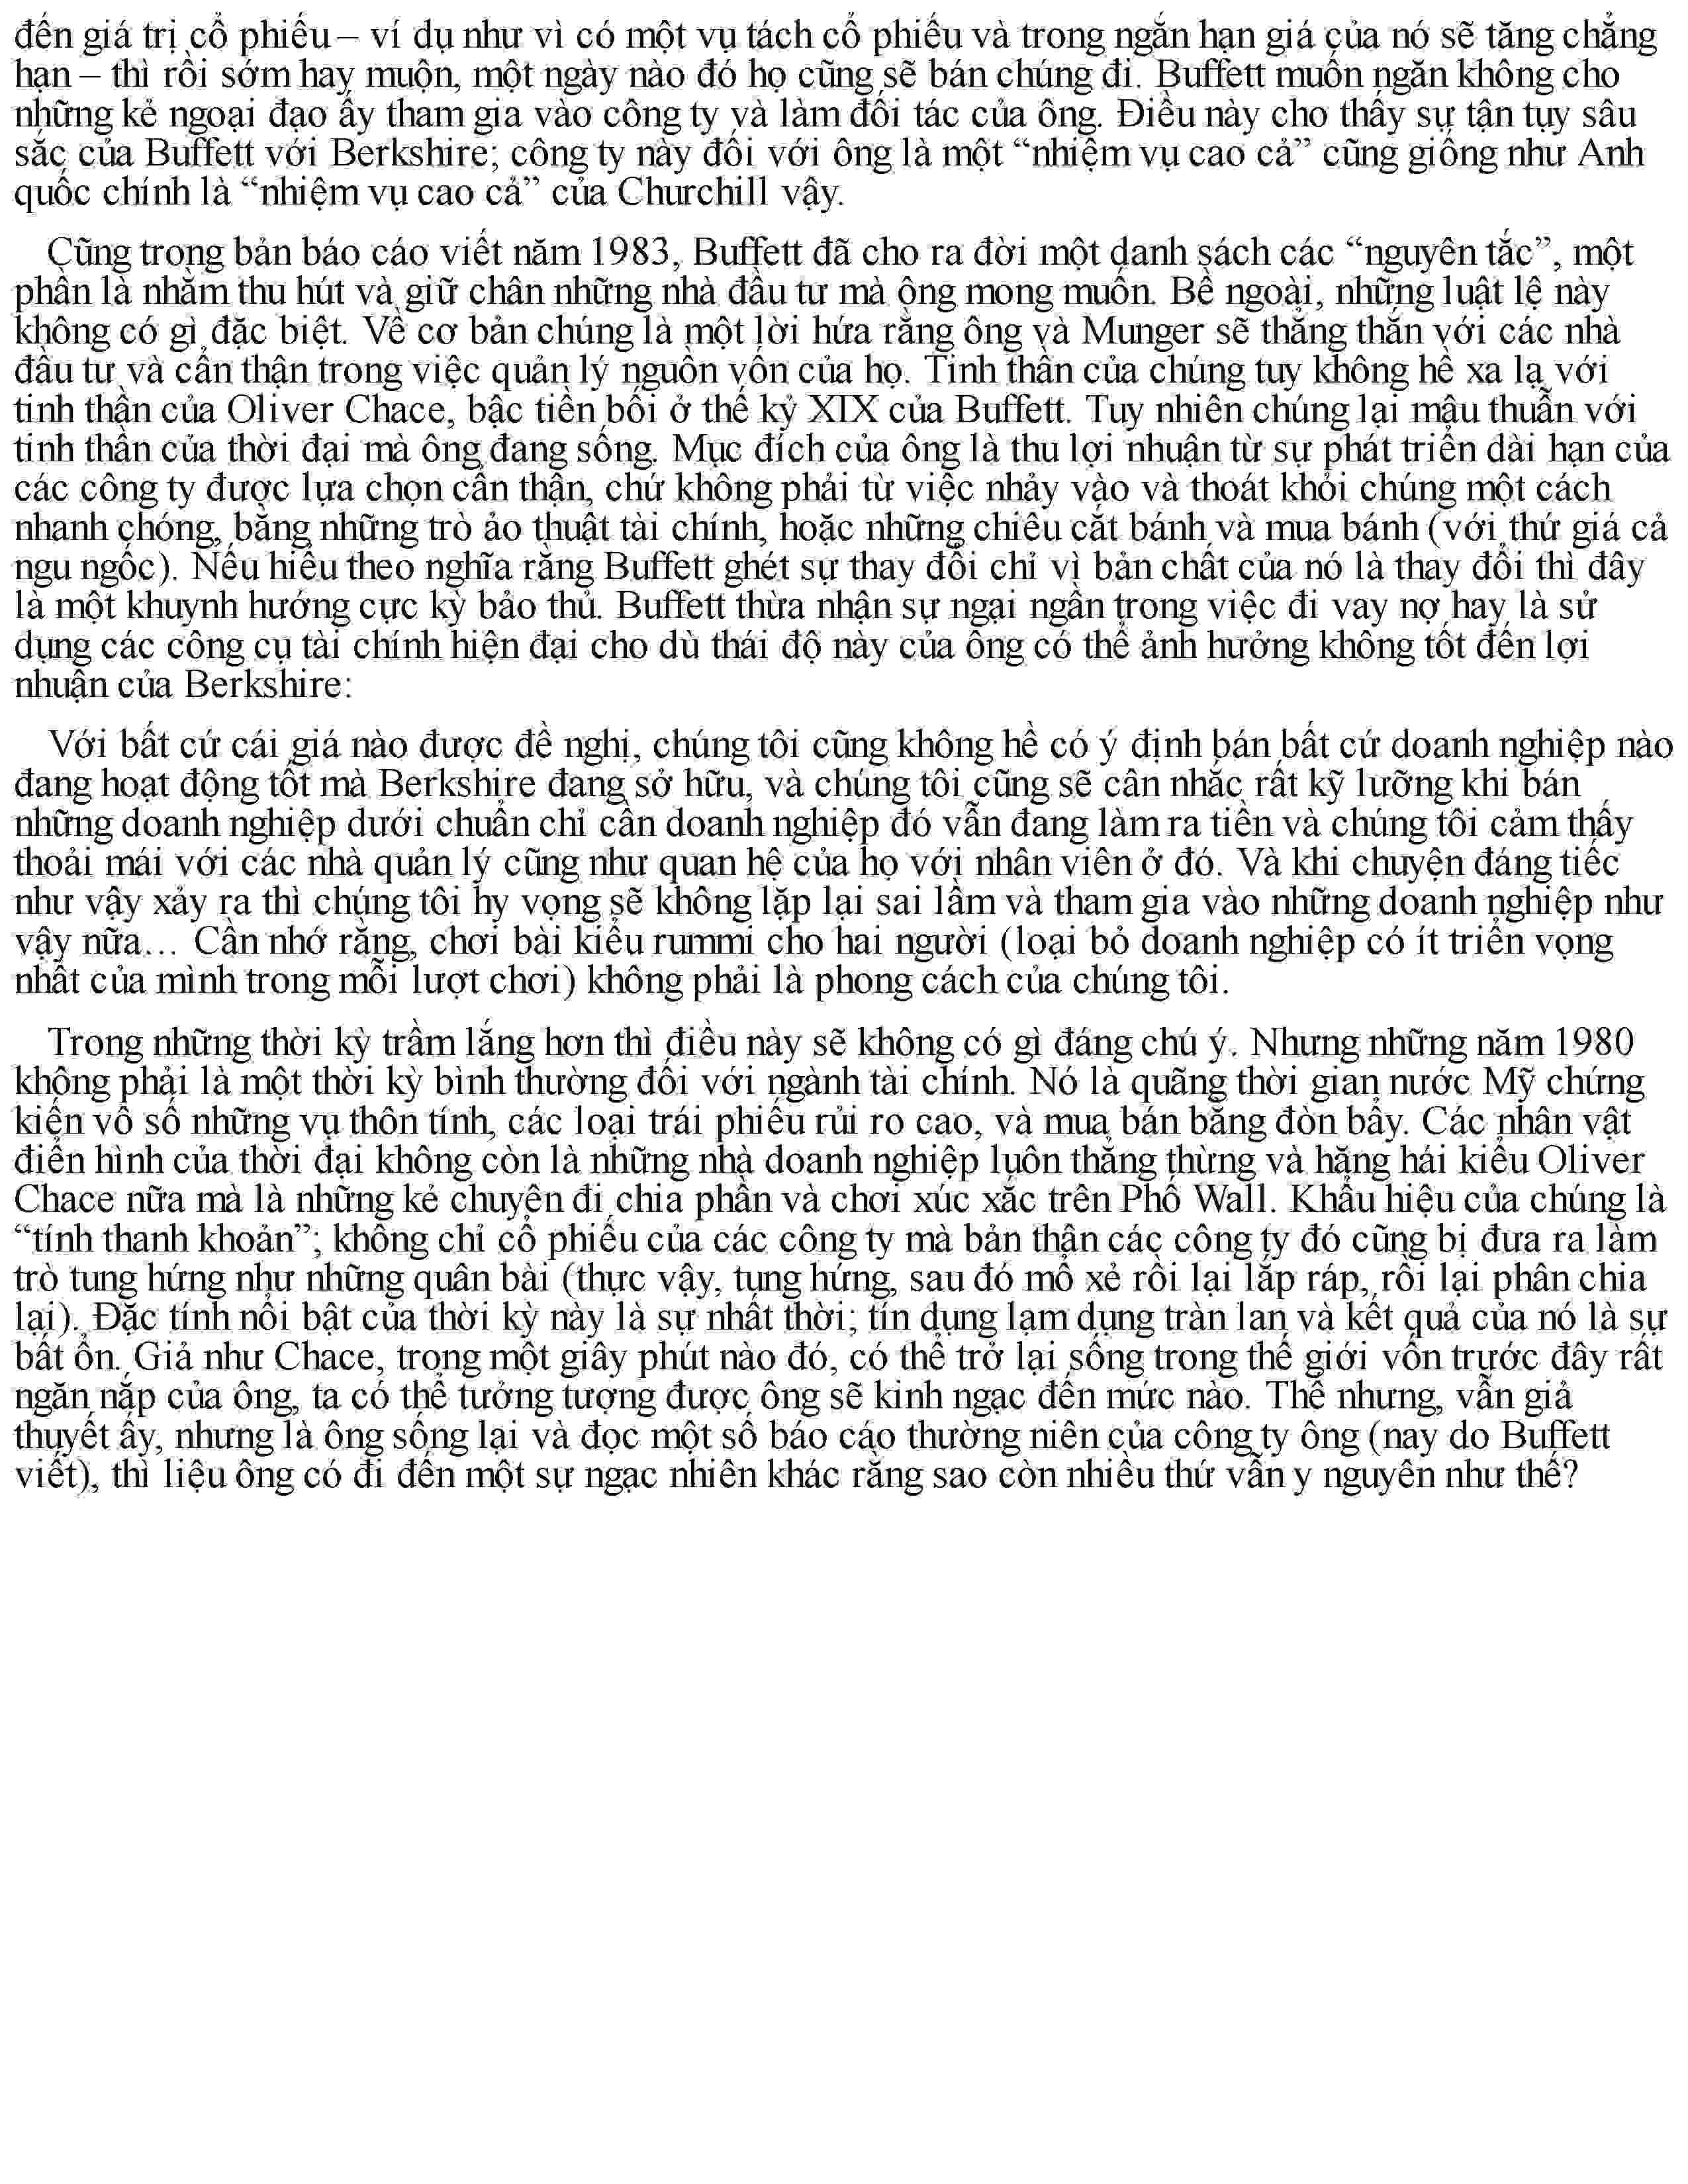 đến giá trị cổ phiếu – ví dụ như vì có một vụ tách cổ phiếu và trong ngắn hạn giá của nó sẽ tăng chẳng
hạn – thì rồi sớm hay muộn, một ngày nào đó họ cũng sẽ bán chúng đi. Buffett muốn ngăn không cho
những kẻ ngoại đạo ấy tham gia vào công ty và làm đối tác của ông. Điều này cho thấy sự tận tụy sâu
sắc của Buffett với Berkshire; công ty này đối với ông là một “nhiệm vụ cao cả” cũng giống như Anh
quốc chính là “nhiệm vụ cao cả” của Churchill vậy.
Cũng trong bản báo cáo viết năm 1983, Buffett đã cho ra đời một danh sách các “nguyên tắc”, một
phần là nhằm thu hút và giữ chân những nhà đầu tư mà ông mong muốn. Bề ngoài, những luật lệ này
không có gì đặc biệt. Về cơ bản chúng là một lời hứa rằng ông và Munger sẽ thẳng thắn với các nhà
đầu tư và cẩn thận trong việc quản lý nguồn vốn của họ. Tinh thần của chúng tuy không hề xa lạ với
tinh thần của Oliver Chace, bậc tiền bối ở thế kỷ XIX của Buffett. Tuy nhiên chúng lại mâu thuẫn với
tinh thần của thời đại mà ông đang sống. Mục đích của ông là thu lợi nhuận từ sự phát triển dài hạn của
các công ty được lựa chọn cẩn thận, chứ không phải từ việc nhảy vào và thoát khỏi chúng một cách
nhanh chóng, bằng những trò ảo thuật tài chính, hoặc những chiêu cắt bánh và mua bánh (với thứ giá cả
ngu ngốc). Nếu hiểu theo nghĩa rằng Buffett ghét sự thay đổi chỉ vì bản chất của nó là thay đổi thì đây
là một khuynh hướng cực kỳ bảo thủ. Buffett thừa nhận sự ngại ngần trong việc đi vay nợ hay là sử
dụng các công cụ tài chính hiện đại cho dù thái độ này của ông có thể ảnh hưởng không tốt đến lợi
nhuận của Berkshire:
Với bất cứ cái giá nào được đề nghị, chúng tôi cũng không hề có ý định bán bất cứ doanh nghiệp nào
đang hoạt động tốt mà Berkshire đang sở hữu, và chúng tôi cũng sẽ cân nhắc rất kỹ lưỡng khi bán
những doanh nghiệp dưới chuẩn chỉ cần doanh nghiệp đó vẫn đang làm ra tiền và chúng tôi cảm thấy
thoải mái với các nhà quản lý cũng như quan hệ của họ với nhân viên ở đó. Và khi chuyện đáng tiếc
như vậy xảy ra thì chúng tôi hy vọng sẽ không lặp lại sai lầm và tham gia vào những doanh nghiệp như
vậy nữa… Cần nhớ rằng, chơi bài kiểu rummi cho hai người (loại bỏ doanh nghiệp có ít triển vọng
nhất của mình trong mỗi lượt chơi) không phải là phong cách của chúng tôi.
Trong những thời kỳ trầm lắng hơn thì điều này sẽ không có gì đáng chú ý. Nhưng những năm 1980
không phải là một thời kỳ bình thường đối với ngành tài chính. Nó là quãng thời gian nước Mỹ chứng
kiến vô số những vụ thôn tính, các loại trái phiếu rủi ro cao, và mua bán bằng đòn bẩy. Các nhân vật
điển hình của thời đại không còn là những nhà doanh nghiệp luôn thẳng thừng và hăng hái kiểu Oliver
Chace nữa mà là những kẻ chuyên đi chia phần và chơi xúc xắc trên Phố Wall. Khẩu hiệu của chúng là
“tính thanh khoản”; không chỉ cổ phiếu của các công ty mà bản thân các công ty đó cũng bị đưa ra làm
trò tung hứng như những quân bài (thực vậy, tung hứng, sau đó mổ xẻ rồi lại lắp ráp, rồi lại phân chia
lại). Đặc tính nổi bật của thời kỳ này là sự nhất thời; tín dụng lạm dụng tràn lan và kết quả của nó là sự
bất ổn. Giả như Chace, trong một giây phút nào đó, có thể trở lại sống trong thế giới vốn trước đây rất
ngăn nắp của ông, ta có thể tưởng tượng được ông sẽ kinh ngạc đến mức nào. Thế nhưng, vẫn giả
thuyết ấy, nhưng là ông sống lại và đọc một số báo cáo thường niên của công ty ông (nay do Buffett
viết), thì liệu ông có đi đến một sự ngạc nhiên khác rằng sao còn nhiều thứ vẫn y nguyên như thế?